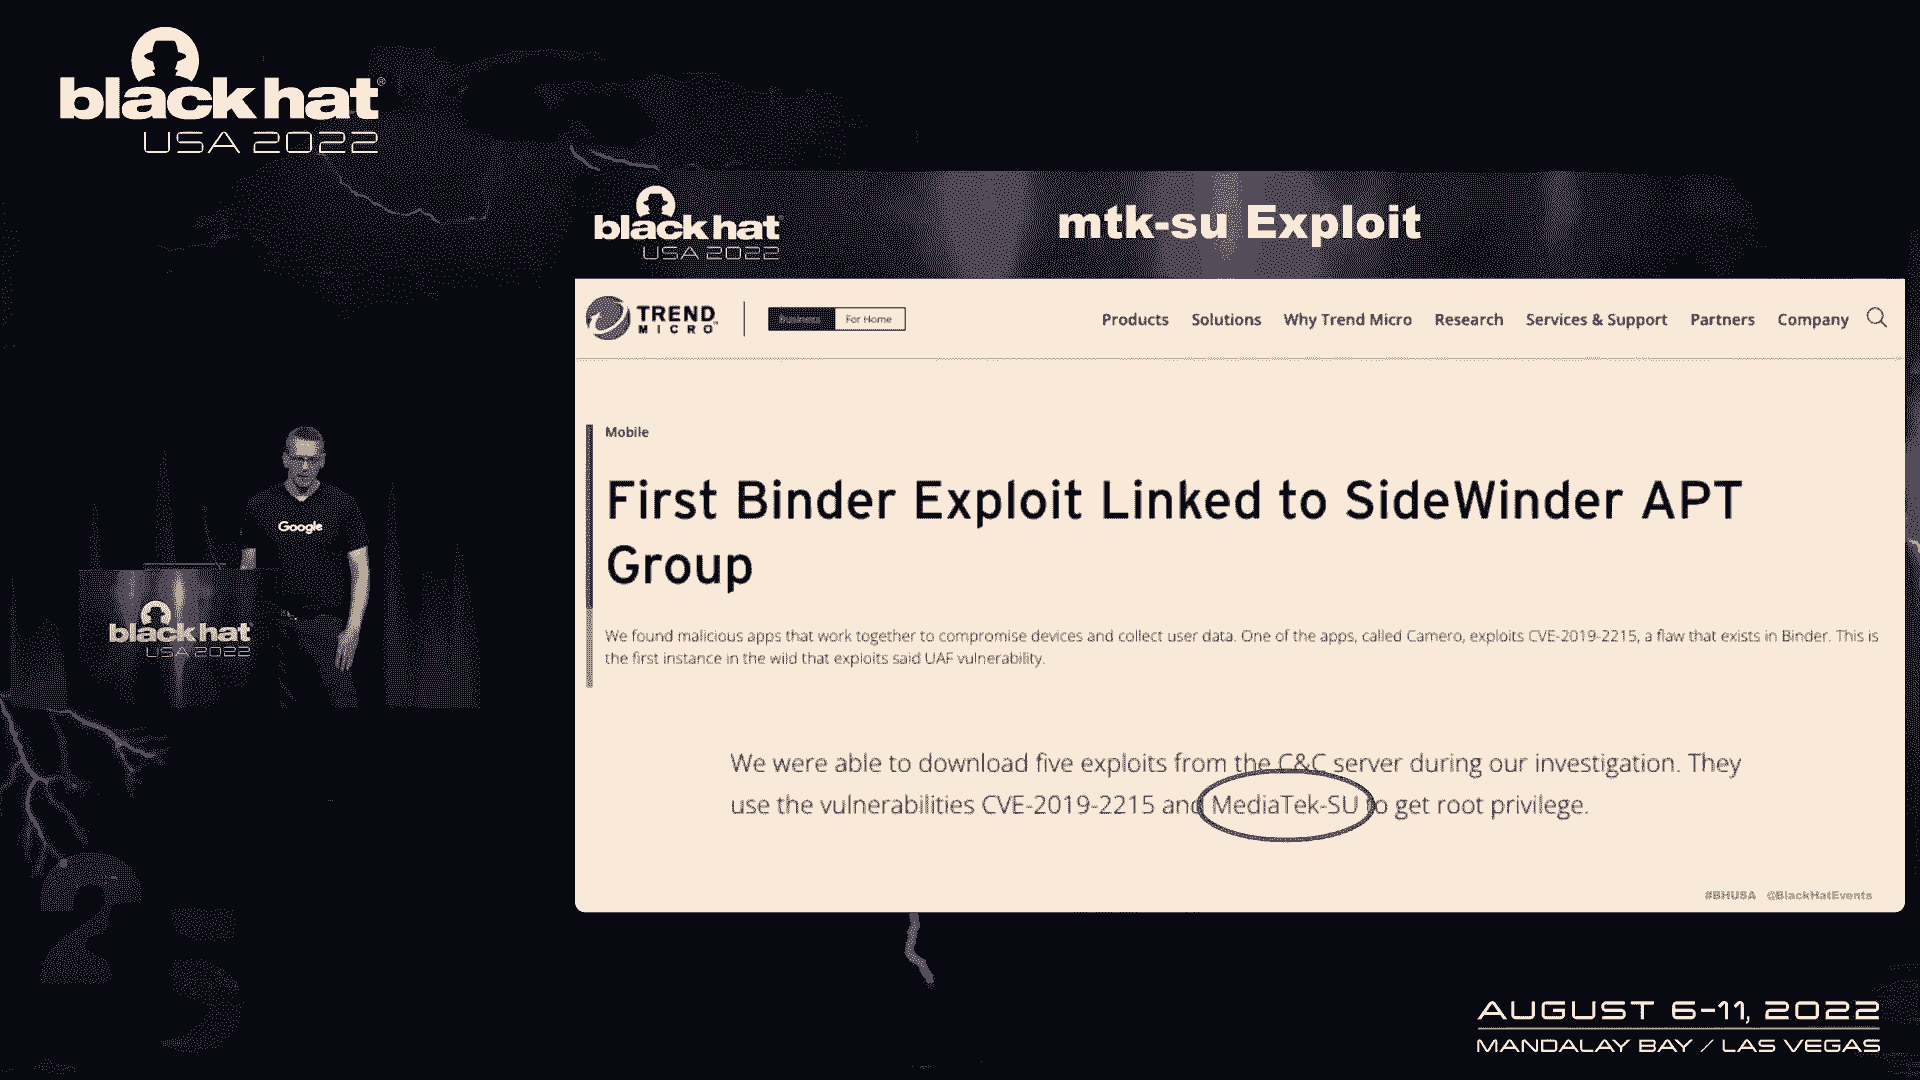 black hat®
USA 2022
black hat
USA 2022
mtk-su Exploit
TREND
MICRO
Business
For Home
Products
Solutions
Why Trend Micro
Research
Services & Support
Partners
Company
Mobile
First Binder Exploit Linked to SideWinder APT
Group
We found malicious apps that work together to compromise devices and collect user data. One of the apps, called Camero, exploits CVE-2019-2215, a flaw that exists in Binder. This is
the first instance in the wild that exploits said UAF vulnerability.
We were able to download five exploits from the C&C server during our investigation. They
use the vulnerabilities CVE-2019-2215 and MediaTek-SU to get root privilege.
#BHUSA @BlackHatEvents
Google
black hat
USA 2022
25
AUGUST 6-11, 2022
MANDALAY BAY / LAS VEGAS